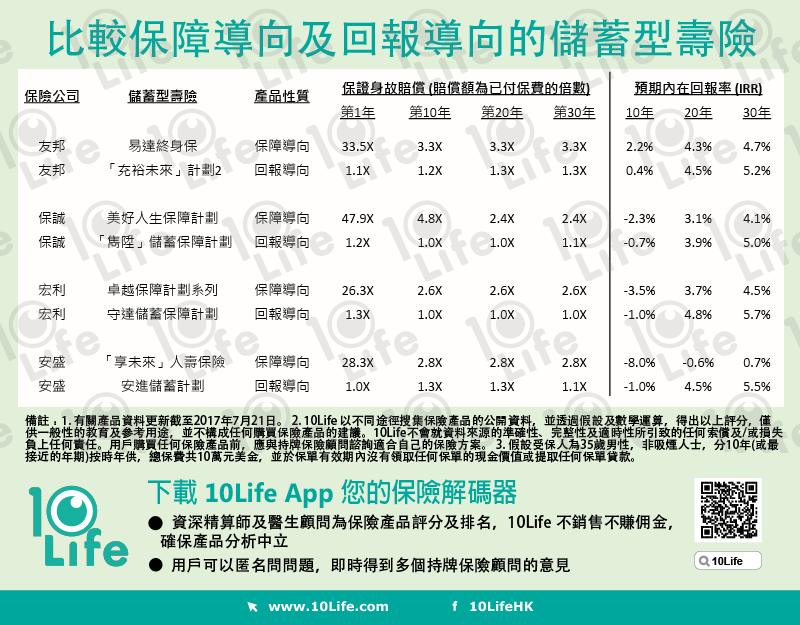 比較保障導向及回報導向的儲蓄型壽險
保險公司 儲蓄型壽險 產品性質 保證身故賠償 (賠償額為已付保費的倍數) 預期內在回報率 (IRR)
第1年 第10年 第20年 第30年 10年 20年 30年
友邦 易達終身保 保障導向 33.5X 3.3X 3.3X 3.3X 2.2% 4.3% 4.7%
友邦 「充裕未來」計劃2 回報導向 1.1X 1.2X 1.3X 1.3X 0.4% 4.5% 5.2%
保誠 美好人生保障計劃 保障導向 47.9X 4.8X 2.4X 2.4X -2.3% 3.1% 4.1%
保誠 「雋陞」儲蓄保障計劃 回報導向 1.2X 1.0X 1.0X 1.1X -0.7% 3.9% 5.0%
宏利 卓越保障計劃系列 保障導向 26.3X 2.6X 2.6X 2.6X -3.5% 3.7% 4.5%
宏利 守達儲蓄保障計劃 回報導向 1.3X 1.0X 1.0X 1.0X -1.0% 4.8% 5.7%
安盛 「享未來」人壽保險 保障導向 28.3X 2.8X 2.8X 2.8X -8.0% -0.6% 0.7%
安盛 安進儲蓄計劃 回報導向 1.0X 1.3X 1.3X 1.1X -1.0% 4.5% 5.5%
備註，1. 有關產品資料更新截至2017年7月21日。 2. 10Life 以不同途徑搜集保險產品的公開資料，並透過假設及數學運算，得出以上評分，僅
供一般性的教育及參考用途，並不構成任何購買保險產品的建議。10Life不會就資料來源的準確性、完整性及適時性所引致的任何索償及/或損失
負上任何責任。用戶購買任何保險產品前，應與持牌保險顧問諮詢適合自己的保險方案。 3. 假設受保人為35歲男性，非吸煙人士，分10年(或最
接近的年期)按時年供，總保費共10萬元美金，並於保單有效期內沒有領取任何保單的現金價值或提取任何保單貸款。
10Life
下載 10Life App 您的保險解碼器
● 資深精算師及醫生顧問為保險產品評分及排名，10Life 不銷售不賺佣金，
確保產品分析中立
● 用戶可以匿名問問題，即時得到多個持牌保險顧問的意見
10Life
www.10Life.com f 10LifeHK